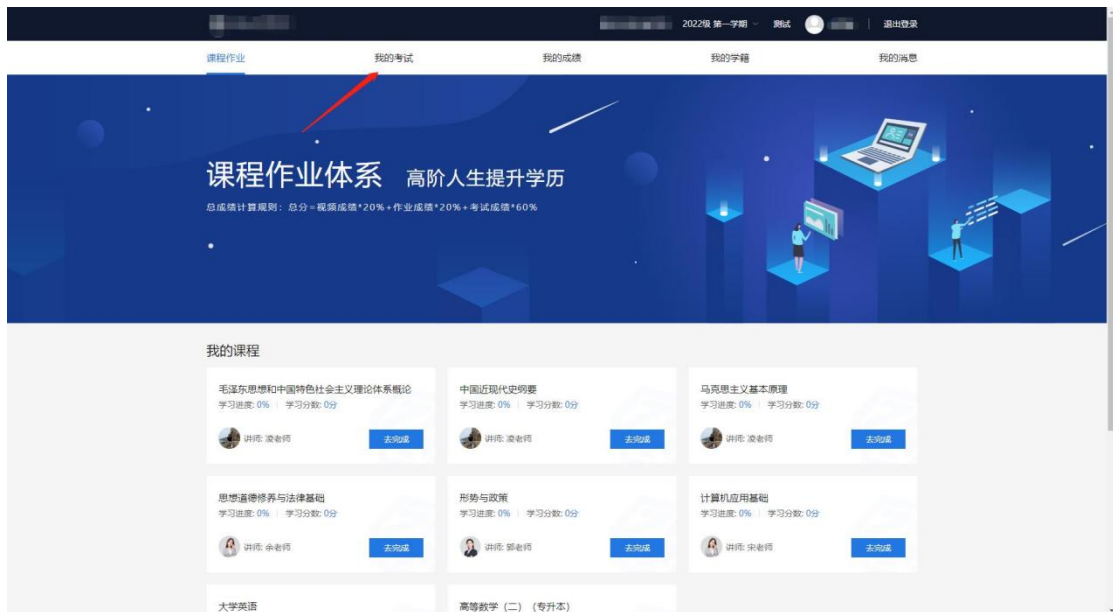 2022级 第一学期 测试 退出登录
课程作业 我的考试 我的成绩 我的学籍 我的消息
课程作业体系 高阶人生提升学历
总成绩计算规则：总分=视频成绩*20%+作业成绩*20%+考试成绩*60%
我的课程
毛泽东思想和中国特色社会主义理论体系概论 中国近现代史纲要 马克思主义基本原理
学习进度: 0% | 学习分数: 0分 学习进度: 0% | 学习分数: 0分 学习进度: 0% | 学习分数: 0分
讲师: 凌老师 去完成 讲师: 凌老师 去完成 讲师: 凌老师 去完成
思想道德修养与法律基础 形势与政策 计算机应用基础
学习进度: 0% | 学习分数: 0分 学习进度: 0% | 学习分数: 0分 学习进度: 0% | 学习分数: 0分
讲师: 余老师 去完成 讲师: 郭老师 去完成 讲师: 宋老师 去完成
大学英语 高等数学（二）（专升本）